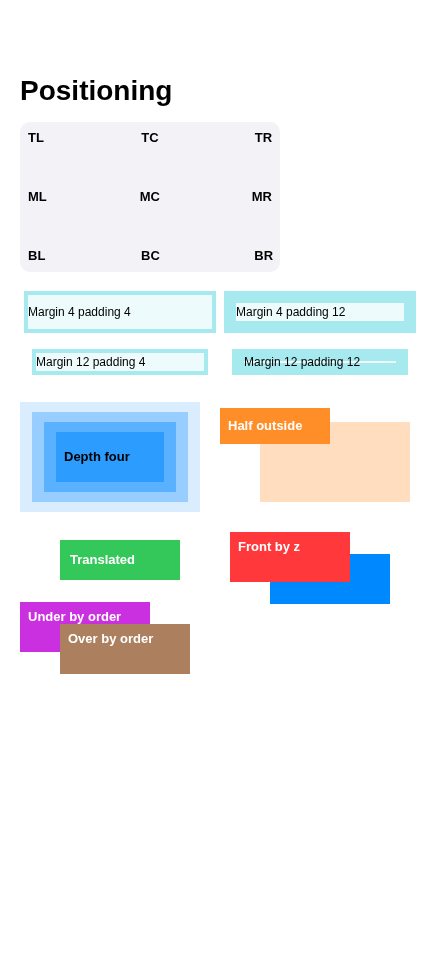 Positioning
TL TC TR
ML MC MR
BL BC BR
Margin 4 padding 4 Margin 4 padding 12
Margin 12 padding 4 Margin 12 padding 12
Half outside
Depth four
Front by z
Translated
Under by order
Over by order